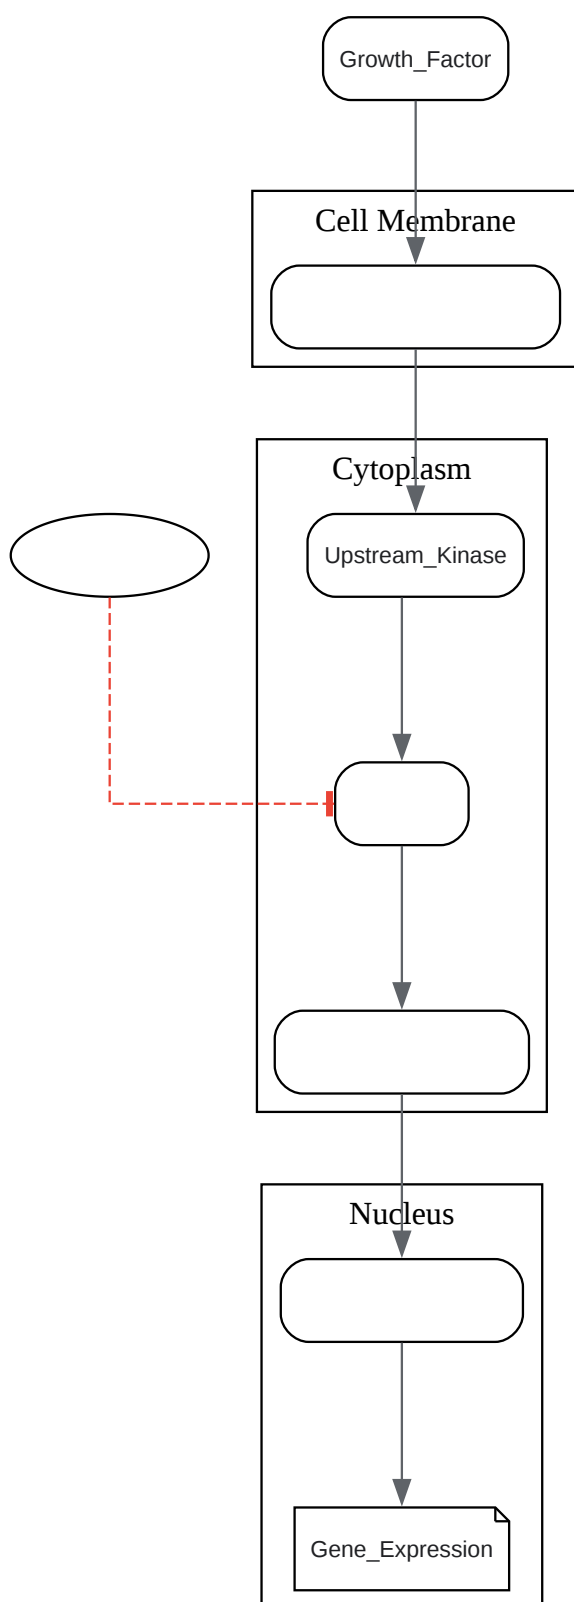 Growth_Factor
Cell Membrane
Cytoplasm
Upstream_Kinase
Nucleus
Gene_Expression